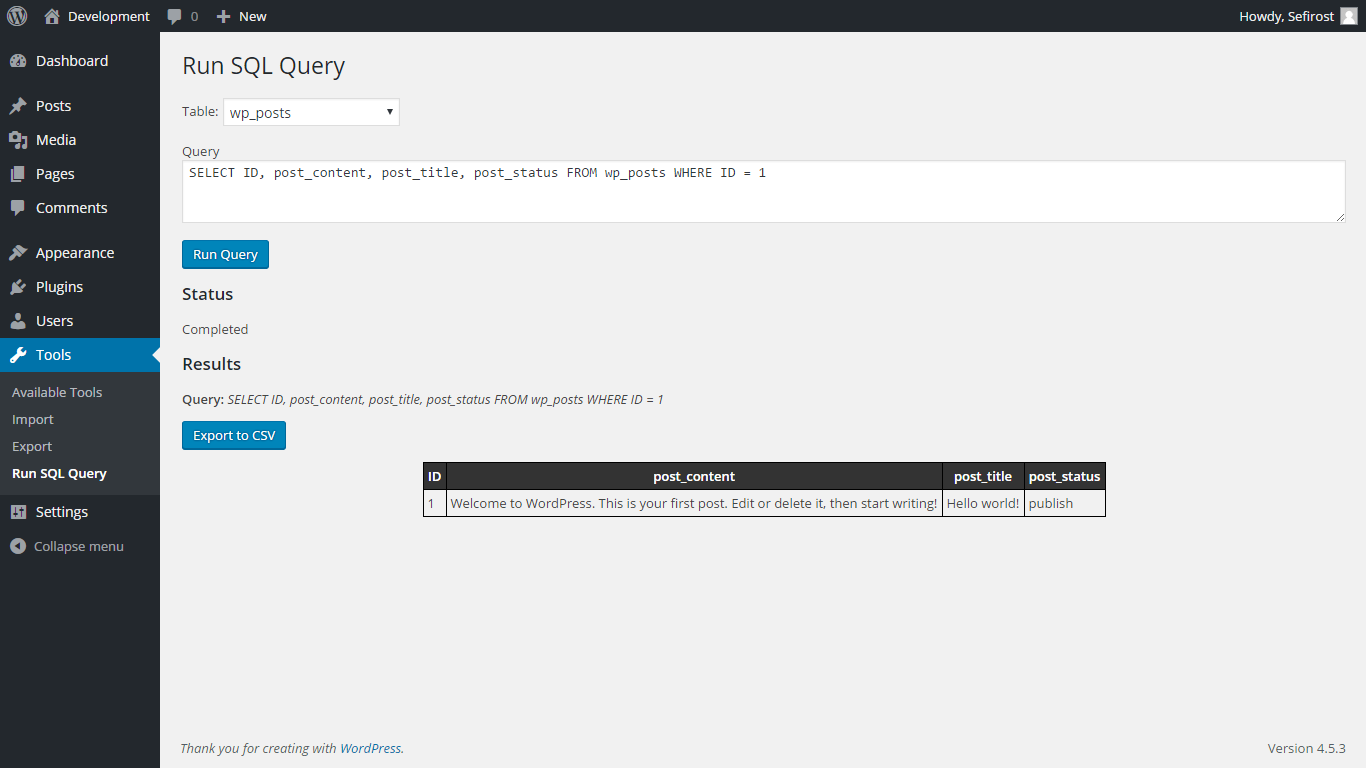 Development 0 New Howdy, Sefirost
Dashboard
Posts
Media
Pages
Comments
Appearance
Plugins
Users
Tools
Available Tools
Import
Export
Run SQL Query
Settings
Collapse menu
Run SQL Query
Table: wp_posts
Query
SELECT ID, post_content, post_title, post_status FROM wp_posts WHERE ID = 1
Run Query
Status
Completed
Results
Query: SELECT ID, post_content, post_title, post_status FROM wp_posts WHERE ID = 1
Export to CSV
ID post_content post_title post_status
1 Welcome to WordPress. This is your first post. Edit or delete it, then start writing! Hello world! publish
Thank you for creating with WordPress. Version 4.5.3